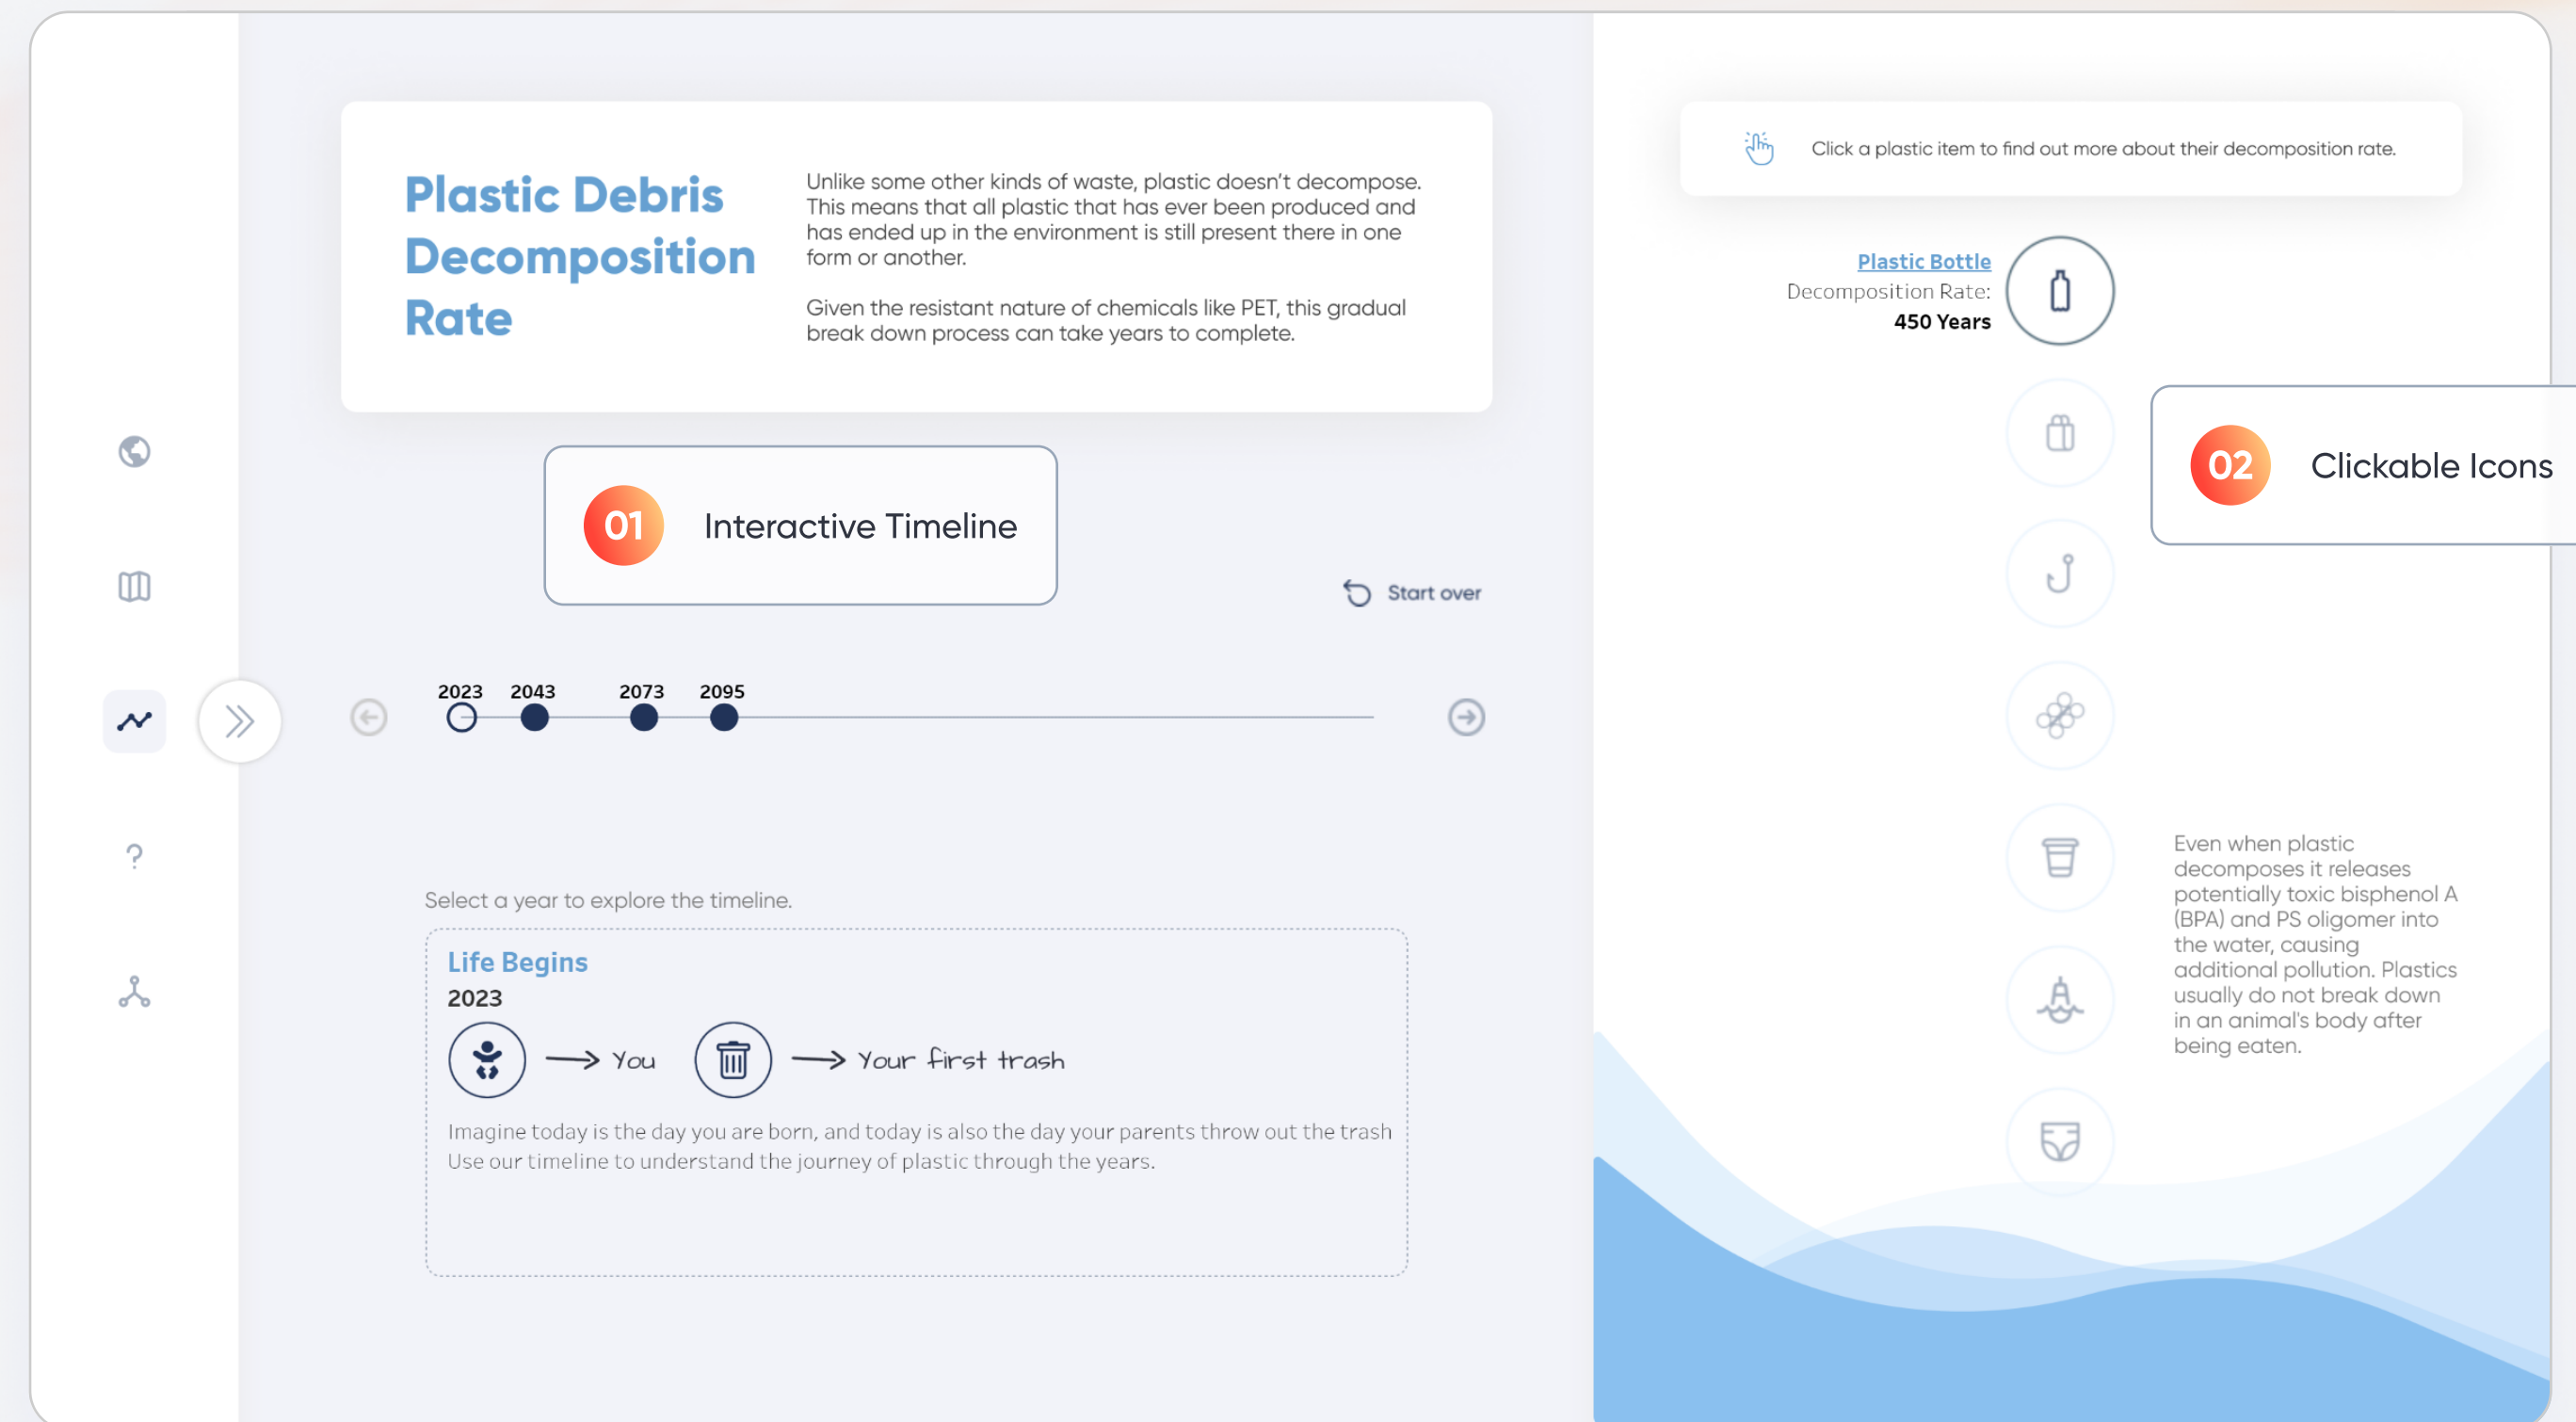 Plastic Debris
Decomposition
Rate
Unlike some other kinds of waste, plastic doesn't decompose.
This means that all plastic that has ever been produced and
has ended up in the environment is still present there in one
form or another.
Given the resistant nature of chemicals like PET, this gradual
break down process can take years to complete.
01 Interactive Timeline
Start over
2023 2043 2073 2095
Select a year to explore the timeline.
Life Begins
2023
You Your first trash
Imagine today is the day you are born, and today is also the day your parents throw out the trash
Use our timeline to understand the journey of plastic through the years.
Click a plastic item to find out more about their decomposition rate.
Plastic Bottle
Decomposition Rate:
450 Years
02 Clickable Icons
Even when plastic
decomposes it releases
potentially toxic bisphenol A
(BPA) and PS oligomer into
the water, causing
additional pollution. Plastics
usually do not break down
in an animal's body after
being eaten.